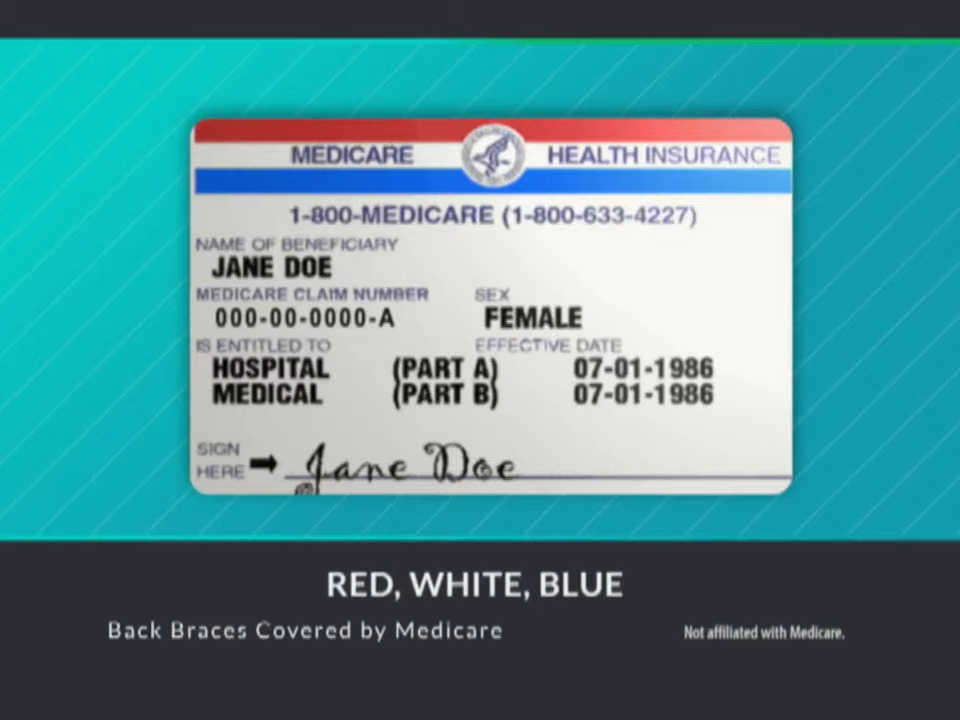 MEDICARE HEALTH INSURANCE
1-800-MEDICARE (1-800-633-4227)
NAME OF BENEFICIARY
JANE DOE
MEDICARE CLAIM NUMBER SEX
000-00-0000-A FEMALE
IS ENTITLED TO EFFECTIVE DATE
HOSPITAL (PART A) 07-01-1986
MEDICAL (PART B) 07-01-1986
SIGN
HERE Jane Doe
RED, WHITE, BLUE
Back Braces Covered by Medicare Not affiliated with Medicare.